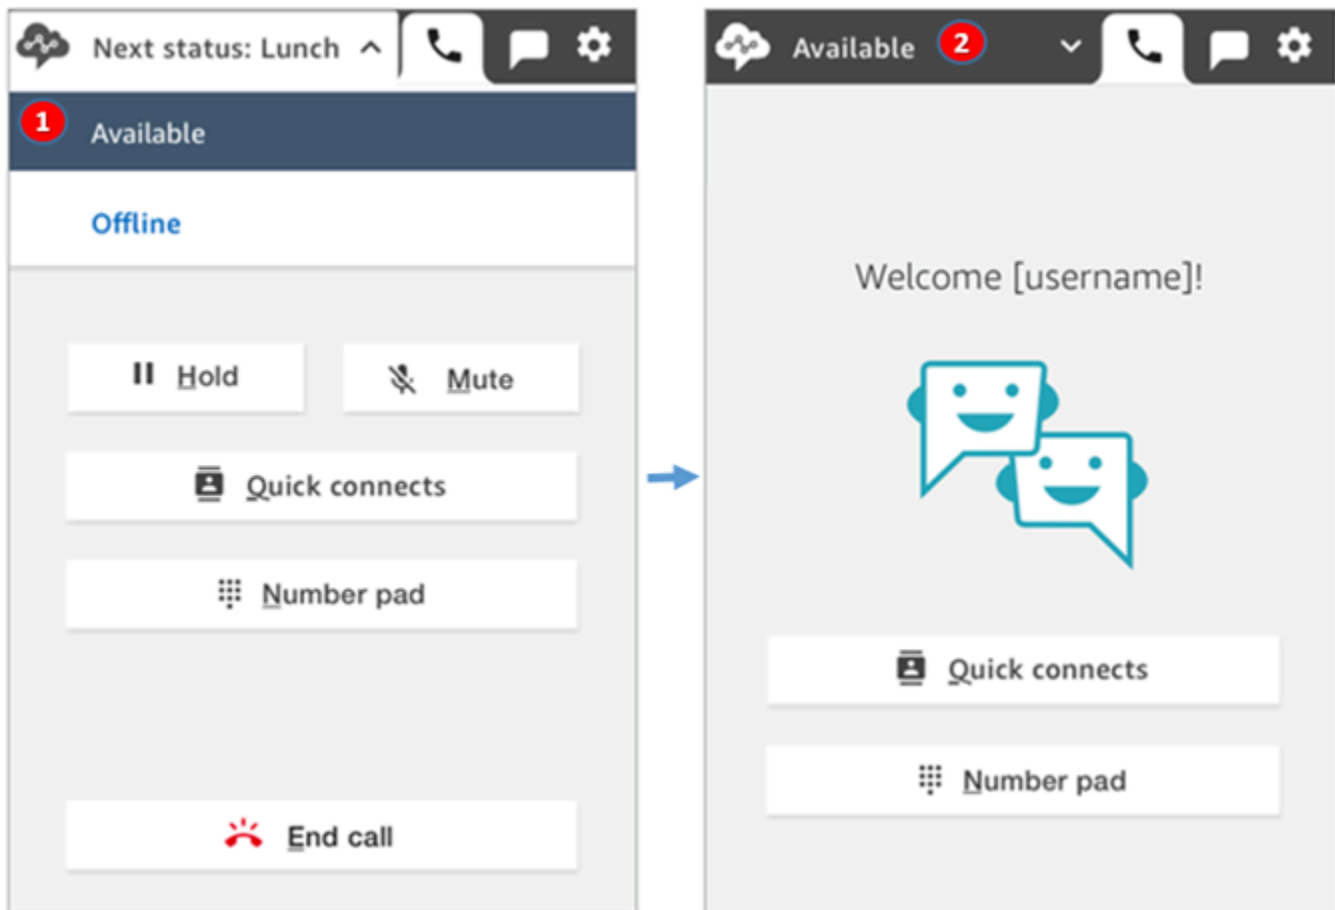 Next status: Lunch
1
Available
Offline
Hold
Mute
Quick connects
Number pad
End call
Available
2
Welcome [username]!
Quick connects
Number pad